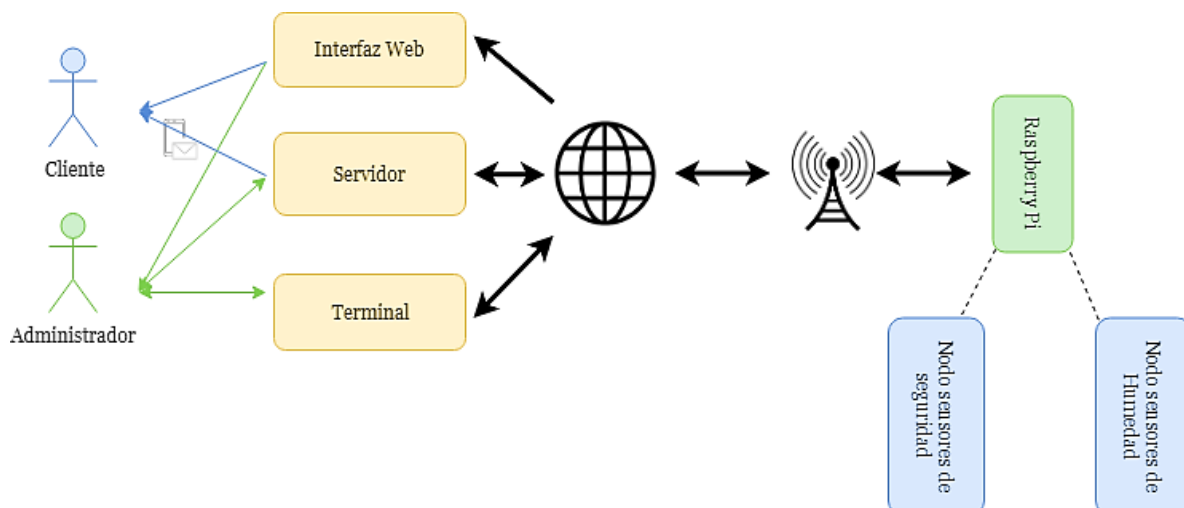 Interfaz Web
Cliente
Servidor
Administrador
Terminal
Raspberry Pi
Nodo sensores de
seguridad
Nodo sensores de
Humedad